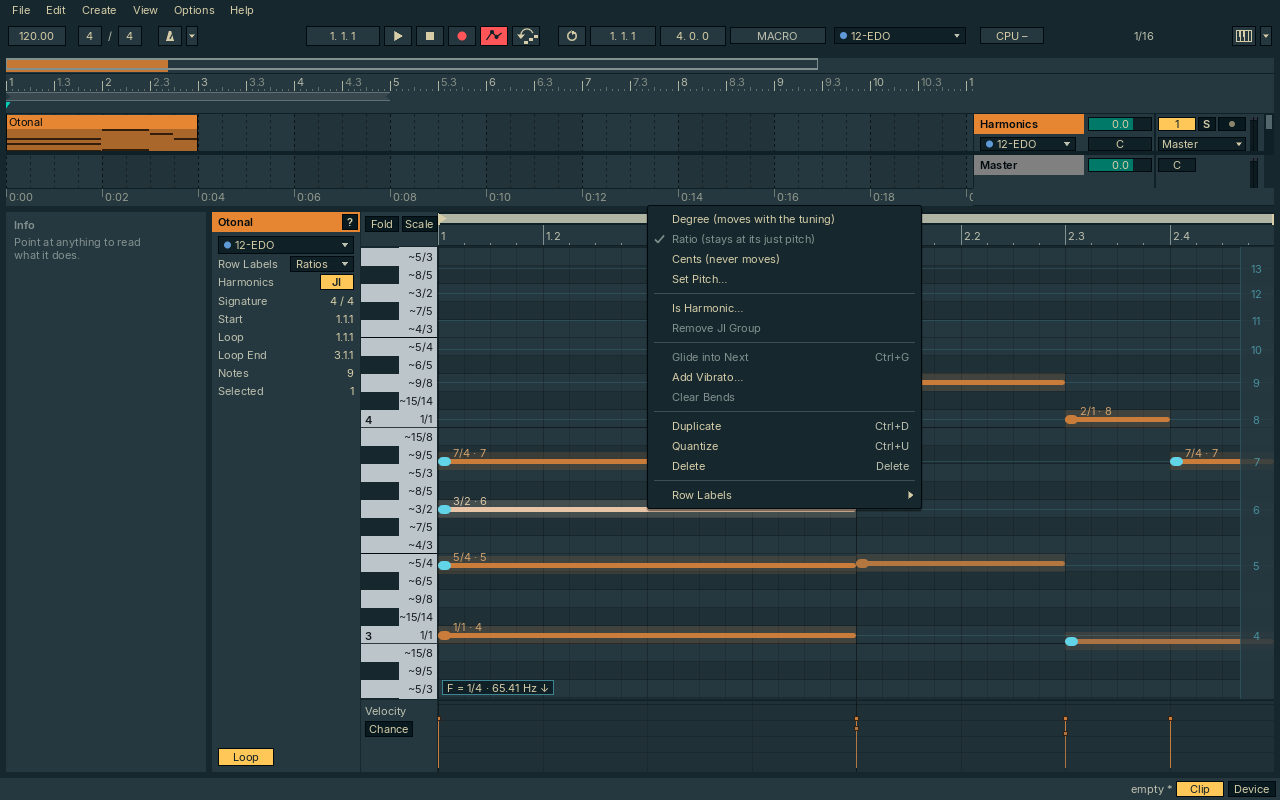 File Edit Create View Options Help
120.00 4 / 4 1. 1. 1 1. 1. 1 4. 0. 0 MACRO 12-EDO CPU – 1/16
1 1.3 2 2.3 3 3.3 4 4.3 5 5.3 6 6.3 7 7.3 8 8.3 9 9.3 10 10.3 1
Otonal
Harmonics 0.0 1 S
12-EDO C Master
Master 0.0 C
0:00 0:02 0:04 0:06 0:08 0:10 0:12 0:14 0:16 0:18 0
Info
Point at anything to read
what it does.
Otonal ?
12-EDO
Row Labels Ratios
Harmonics JI
Signature 4 / 4
Start 1.1.1
Loop 1.1.1
Loop End 3.1.1
Notes 9
Selected 1
Loop
Fold Scale
1 1.2 2.2 2.3 2.4
~5/3
~8/5
~3/2
~7/5
~4/3
~5/4
~6/5
~9/8
~15/14
4 1/1
~15/8
~9/5
~5/3
~8/5
~3/2
~7/5
~4/3
~5/4
~6/5
~9/8
~15/14
3 1/1
~15/8
~9/5
~5/3
Degree (moves with the tuning)
Ratio (stays at its just pitch)
Cents (never moves)
Set Pitch...
Is Harmonic...
Remove JI Group
Glide into Next Ctrl+G
Add Vibrato...
Clear Bends
Duplicate Ctrl+D
Quantize Ctrl+U
Delete Delete
Row Labels
2/1 · 8
7/4 · 7
7/4 · 7
3/2 · 6
5/4 · 5
1/1 · 4
13
12
11
10
9
8
7
6
5
4
F = 1/4 · 65.41 Hz ↓
Velocity
Chance
empty * Clip Device